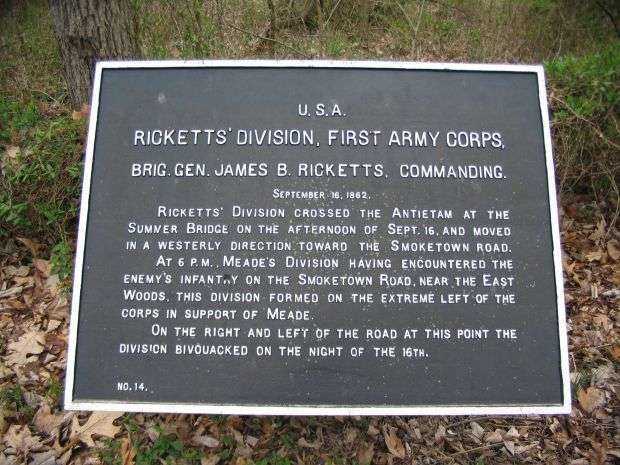 U.S.A.
RICKETTS' DIVISION, FIRST ARMY CORPS,
BRIG. GEN. JAMES B. RICKETTS, COMMANDING.
SEPTEMBER 16, 1862.
RICKETTS' DIVISION CROSSED THE ANTIETAM AT THE
SUMVER BRIDGE ON THE AFTERNOON OF SEPT. 16, AND MOVED
IN A WESTERLY DIRECTION TOWARD THE SMOKETOWN ROAD.
AT 6 P.M., MEADE'S DIVISION HAVING ENCOUNTERED THE
ENEMY'S INFANTRY ON THE SMOKETOWN ROAD, NEAR THE EAST
WOODS, THIS DIVISION FORMED ON THE EXTREME LEFT OF THE
CORPS IN SUPPORT OF MEADE.
ON THE RIGHT AND LEFT OF THE ROAD AT THIS POINT THE
DIVISION BIVOUACKED ON THE NIGHT OF THE 16TH.
NO. 14.